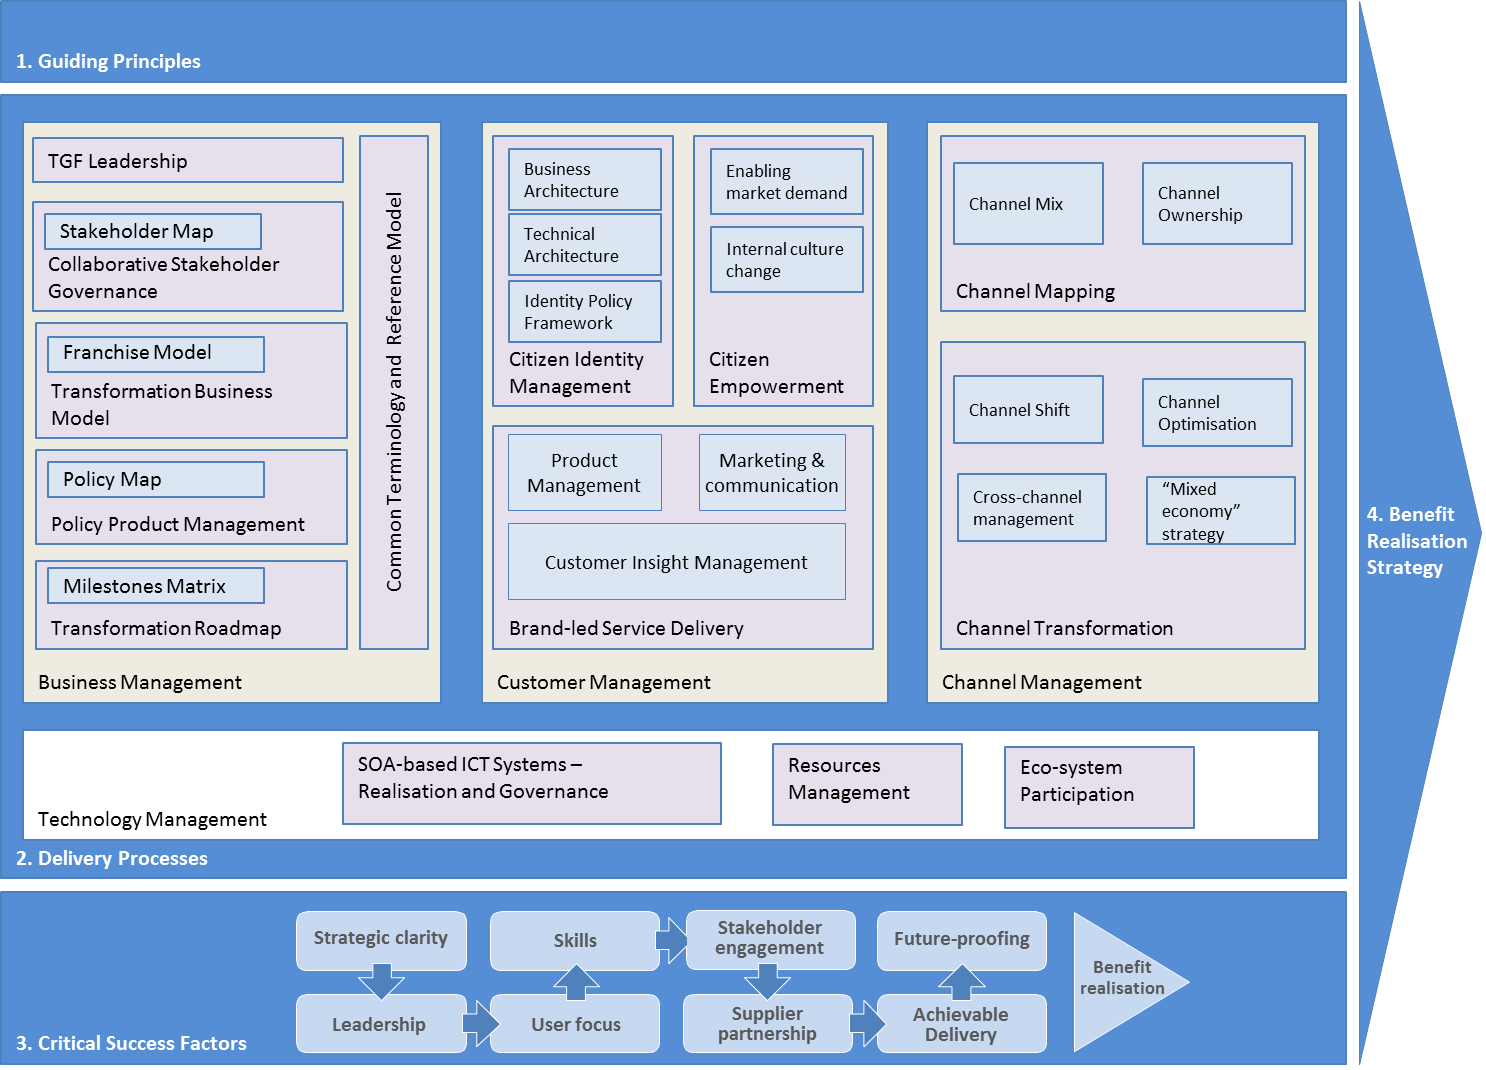 1. Guiding Principles
TGF Leadership
Stakeholder Map
Collaborative Stakeholder
Governance
Franchise Model
Transformation Business
Model
Policy Map
Policy Product Management
Milestones Matrix
Transformation Roadmap
Common Terminology and Reference Model
Business Management
Business
Architecture
Technical
Architecture
Identity Policy
Framework
Citizen Identity
Management
Enabling
market demand
Internal culture
change
Citizen
Empowerment
Product
Management
Marketing &
communication
Customer Insight Management
Brand-led Service Delivery
Customer Management
Channel Mix
Channel
Ownership
Channel Mapping
Channel Shift
Channel
Optimisation
Cross-channel
management
“Mixed
economy”
strategy
Channel Transformation
Channel Management
SOA-based ICT Systems –
Realisation and Governance
Resources
Management
Eco-system
Participation
Technology Management
2. Delivery Processes
Strategic clarity
Leadership
User focus
Skills
Stakeholder
engagement
Supplier
partnership
Achievable
Delivery
Future-proofing
Benefit
realisation
3. Critical Success Factors
4. Benefit
Realisation
Strategy